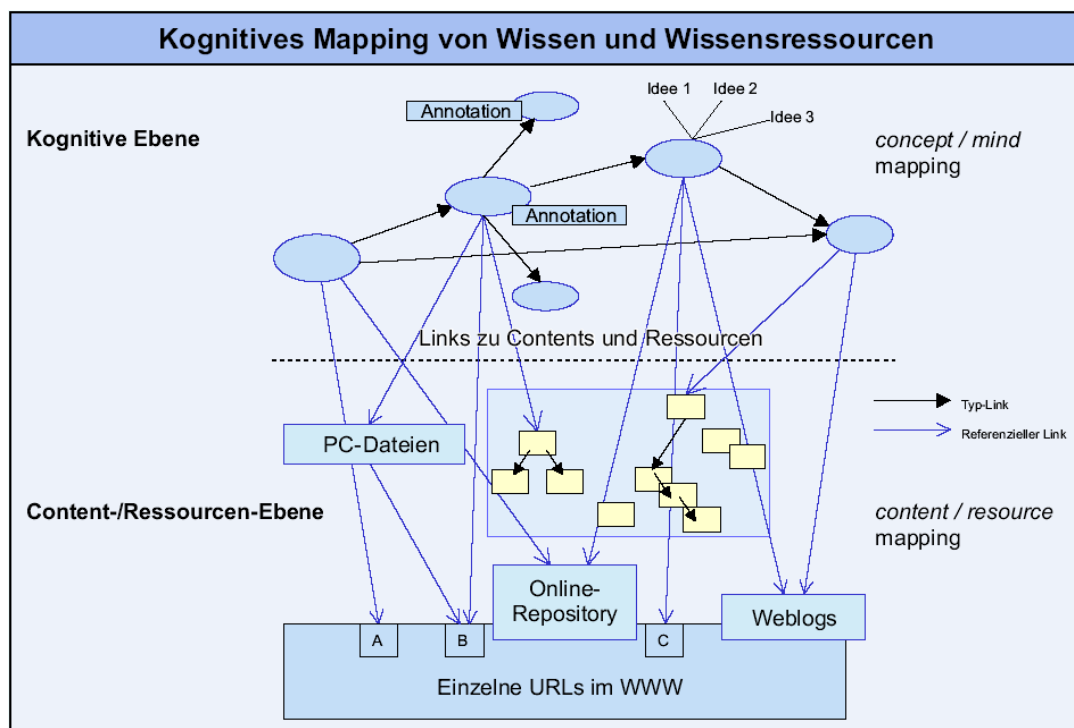 Kognitives Mapping von Wissen und Wissensressourcen
Idee 1
Idee 2
Idee 3
Annotation
Kognitive Ebene
concept / mind
mapping
Annotation
Links zu Contents und Ressourcen
Typ-Link
Referenzieller Link
PC-Dateien
Content-/Ressourcen-Ebene
content / resource
mapping
Online-
Repository
Weblogs
A
B
C
Einzelne URLs im WWW